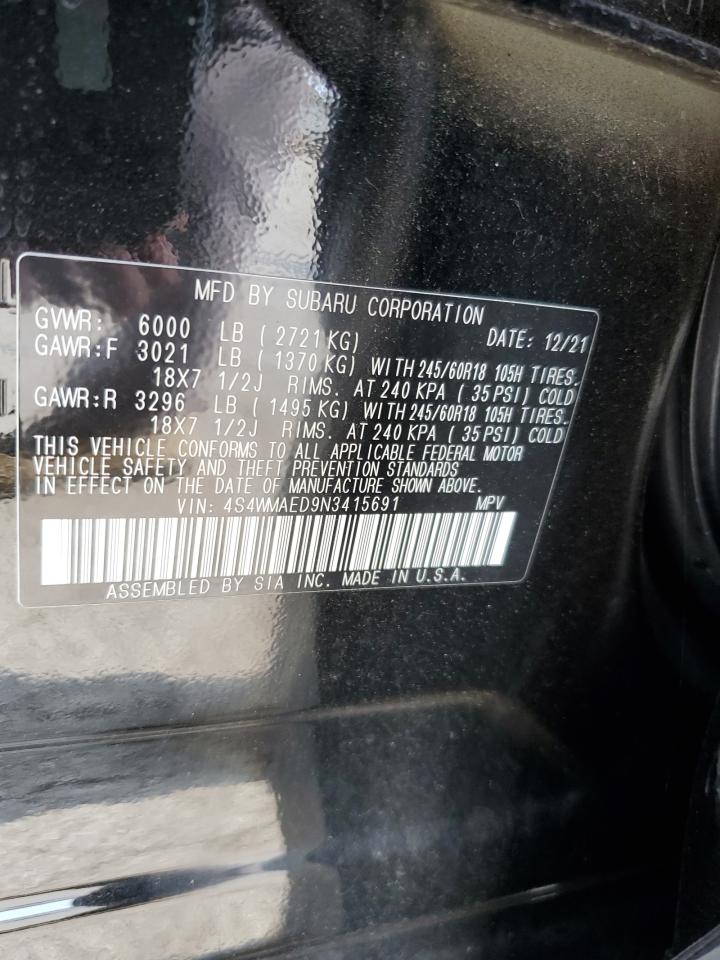 MFD BY SUBARU CORPORATION
GVWR: 6000 LB ( 2721 KG) DATE: 12/21
GAWR:F 3021 LB ( 1370 KG) WITH 245/60R18 105H TIRES.
18X7 1/2J RIMS. AT 240 KPA ( 35 PSI) COLD
GAWR:R 3296 LB ( 1495 KG) WITH 245/60R18 105H TIRES.
18X7 1/2J RIMS. AT 240 KPA ( 35 PSI) COLD
THIS VEHICLE CONFORMS TO ALL APPLICABLE FEDERAL MOTOR
VEHICLE SAFETY AND THEFT PREVENTION STANDARDS
IN EFFECT ON THE DATE OF MANUFACTURE SHOWN ABOVE.
VIN: 4S4WMAED9N3415691 MPV
ASSEMBLED BY SIA INC. MADE IN U.S.A.